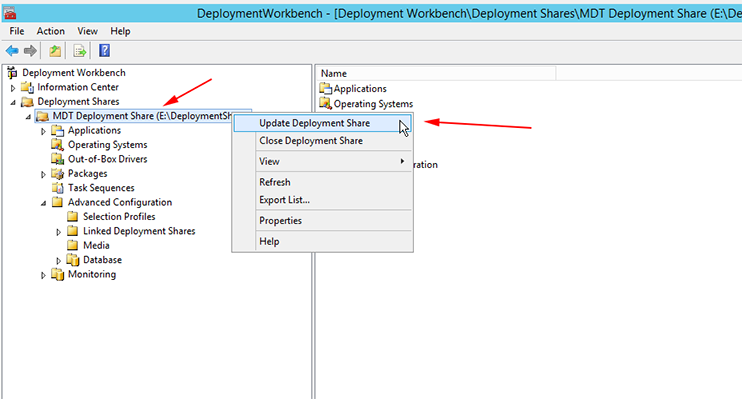 DeploymentWorkbench - [Deployment Workbench\Deployment Shares\MDT Deployment Share (E:\De
File Action View Help
Deployment Workbench
Information Center
Deployment Shares
MDT Deployment Share (E:\DeploymentSh
Applications
Operating Systems
Out-of-Box Drivers
Packages
Task Sequences
Advanced Configuration
Selection Profiles
Linked Deployment Shares
Media
Database
Monitoring
Update Deployment Share
Close Deployment Share
View
Refresh
Export List...
Properties
Help
Name
Applications
Operating Systems
ration